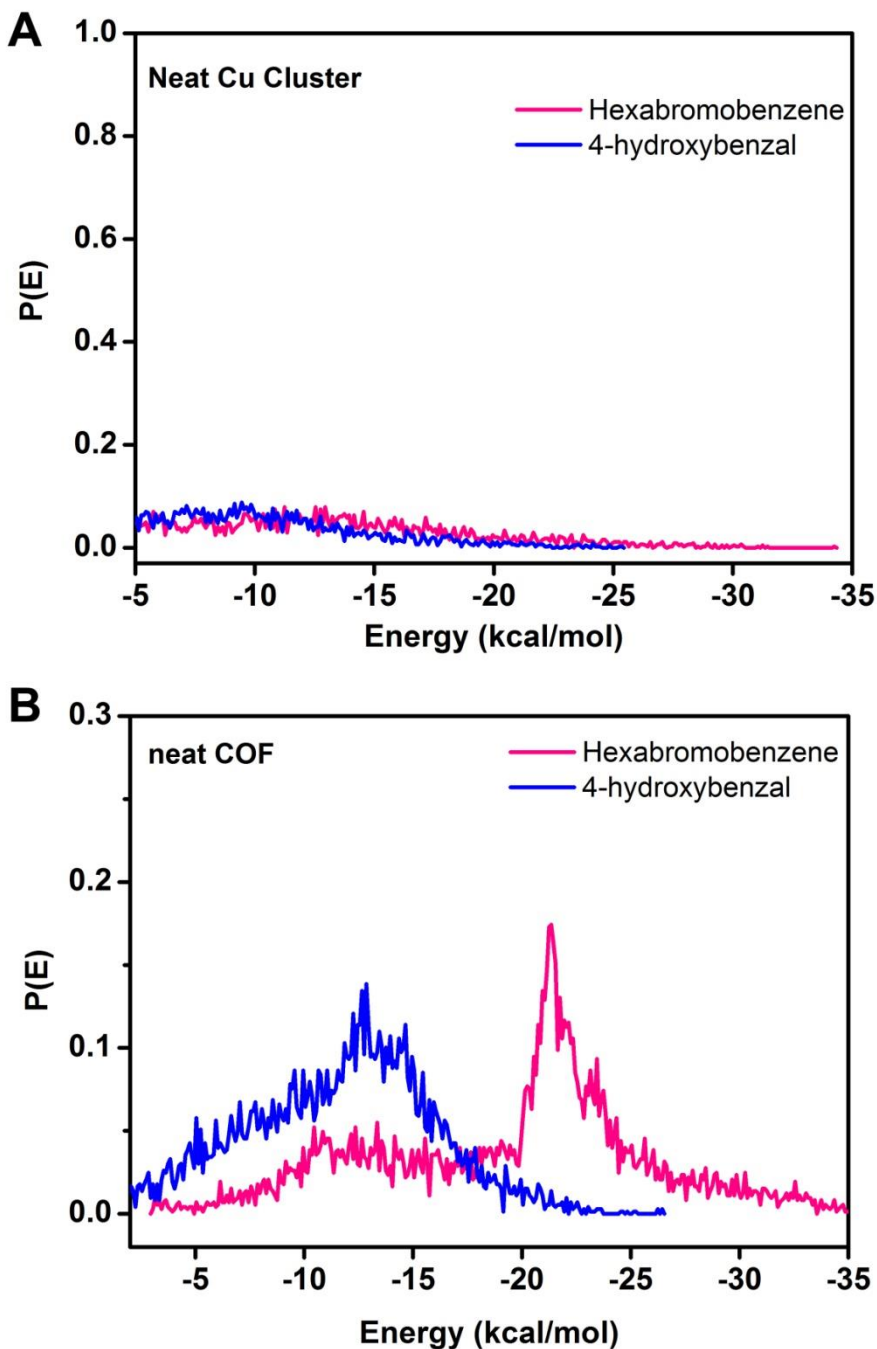 A
Neat Cu Cluster
Hexabromobenzene
4-hydroxybenzal
P(E)
1.0
0.8
0.6
0.4
0.2
0.0
-5 -10 -15 -20 -25 -30 -35
Energy (kcal/mol)
B
neat COF
Hexabromobenzene
4-hydroxybenzal
P(E)
0.3
0.2
0.1
0.0
-5 -10 -15 -20 -25 -30 -35
Energy (kcal/mol)